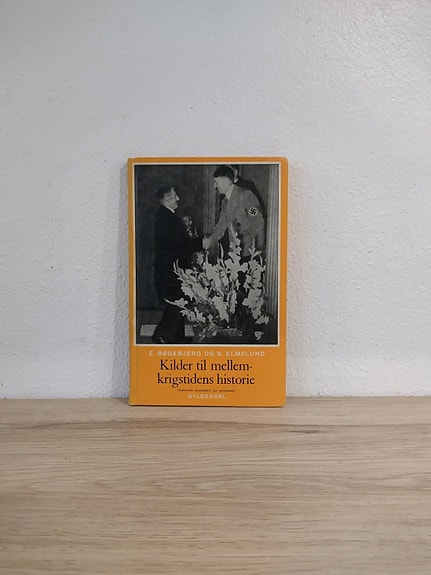 E. BØGEBJERG OG S. ELMELUND
Kilder til mellem-
krigstidens historie
GYLDENDAL